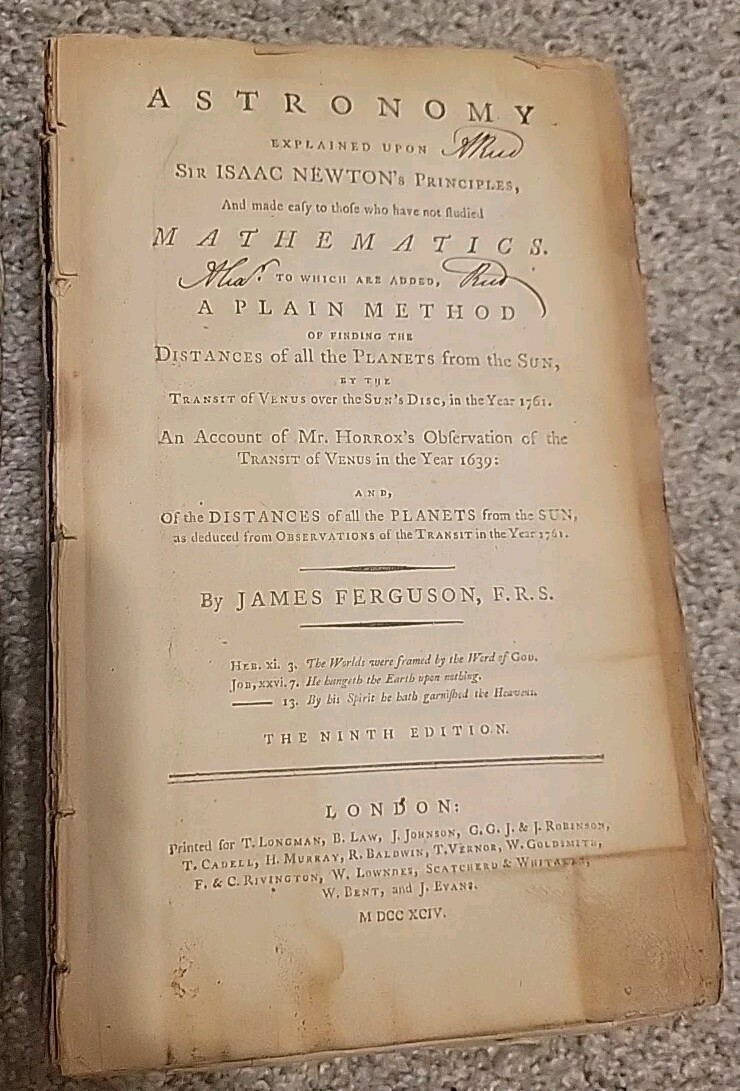 ASTRONOMY
EXPLAINED UPON
SIR ISAAC NEWTON's PRINCIPLES,
And made eaſy to thoſe who have not ſtudied
MATHEMATICS.
TO WHICH ARE ADDED,
A PLAIN METHOD
OF FINDING THE
DISTANCES of all the PLANETS from the SUN,
BY THE
TRANSIT of VENUS over the SUN's DISC, in the Year 1761.
An Account of Mr. HORROX's Obſervation of the
TRANSIT of VENUS in the Year 1639:
AND,
Of the DISTANCES of all the PLANETS from the SUN,
as deduced from OBSERVATIONS of the TRANSIT in the Year 1761.
By JAMES FERGUSON, F.R.S.
HEB. xi. 3. The Worlds were framed by the Word of GOD.
JOB, xxvi. 7. He hangeth the Earth upon nothing.
—— 13. By his Spirit he hath garniſhed the Heavens.
THE NINTH EDITION.
LONDON:
Printed for T. LONGMAN, B. LAW, J. JOHNSON, G. G. J. & J. ROBINSON,
T. CADELL, H. MURRAY, R. BALDWIN, T. VERNOR, W. GOLDSMITH,
F. & C. RIVINGTON, W. LOWNDES, SCATCHERD & WHITAKER,
W. BENT, and J. EVANS.
M DCC XCIV.